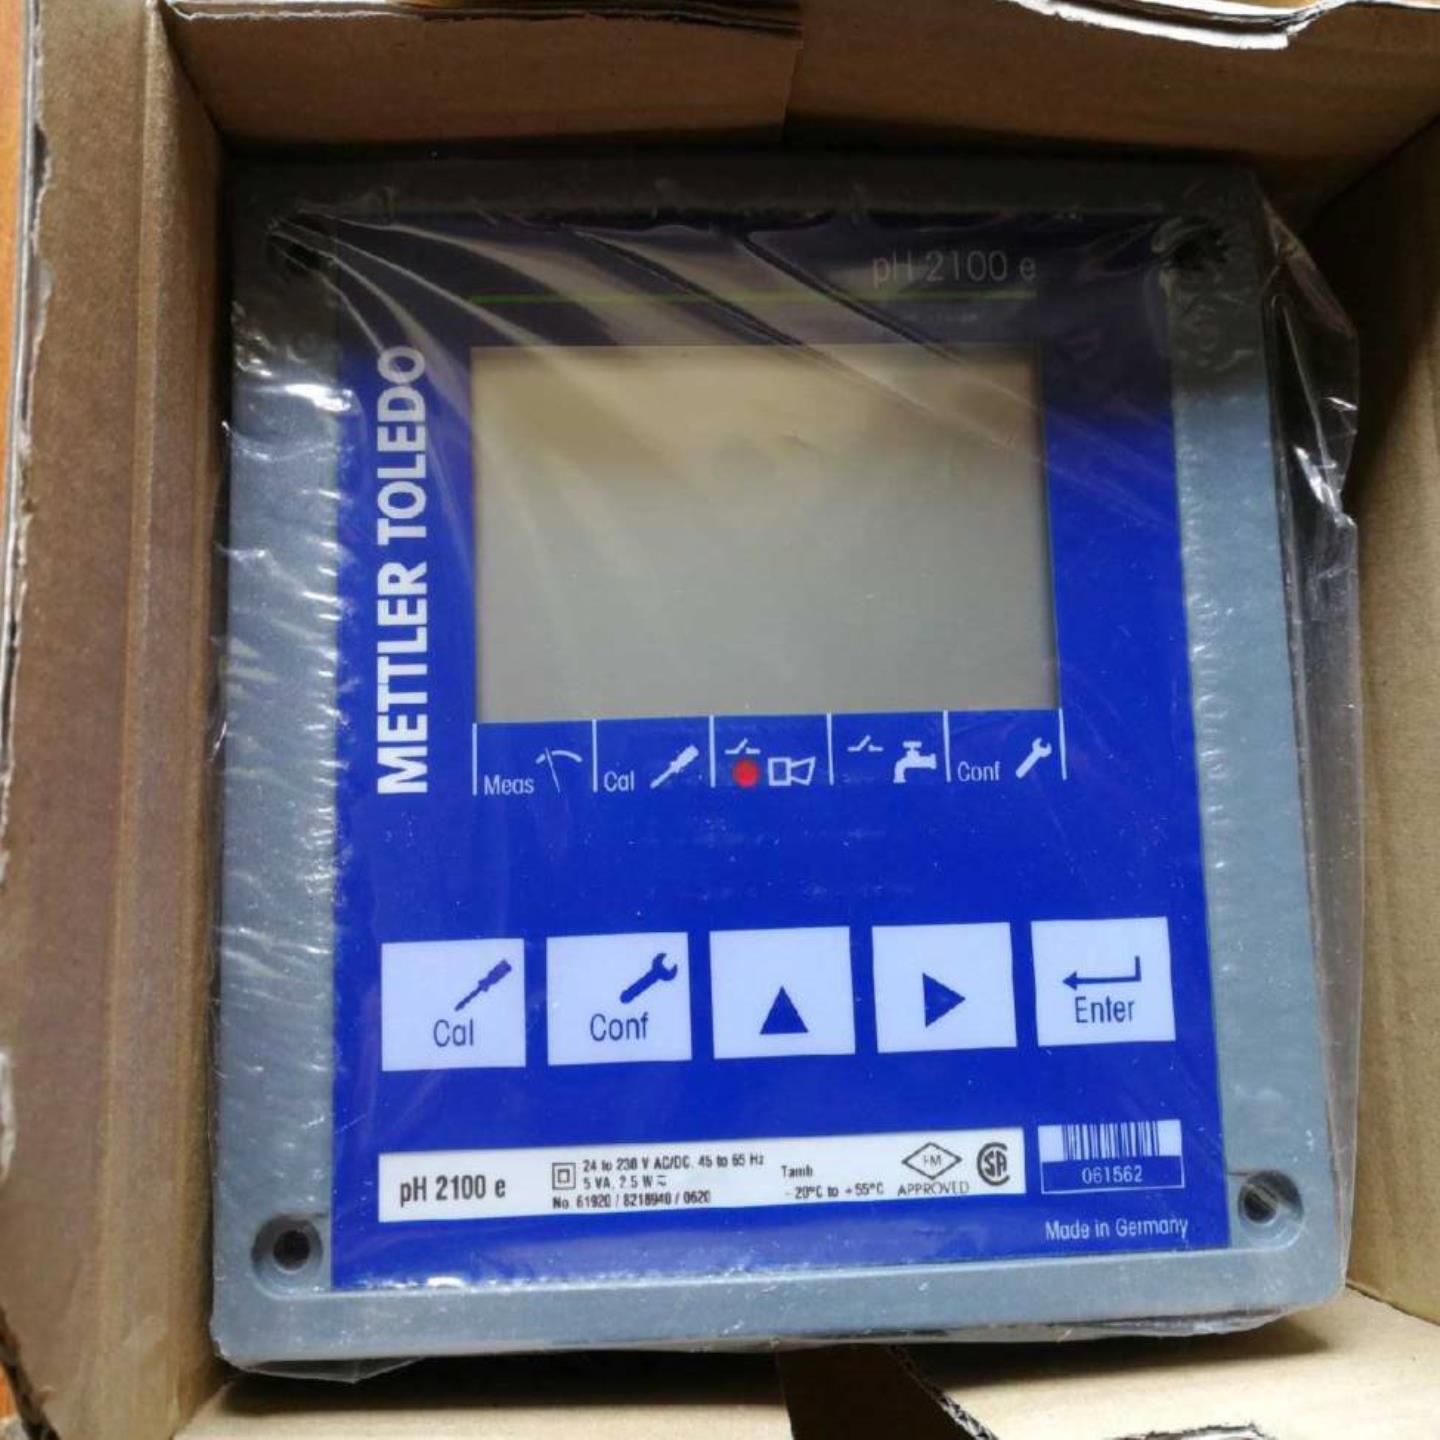 pH 2100 e
METTLER TOLEDO
Meas
Cal
Conf
Cal
Conf
Enter
pH 2100 e
24 to 230 V AC/DC, 45 to 65 Hz
5 VA, 2.5 W
No. 61920 / 8218940 / 0620
Tamb
- 20°C to +55°C
FM
APPROVED
SA
061562
Made in Germany